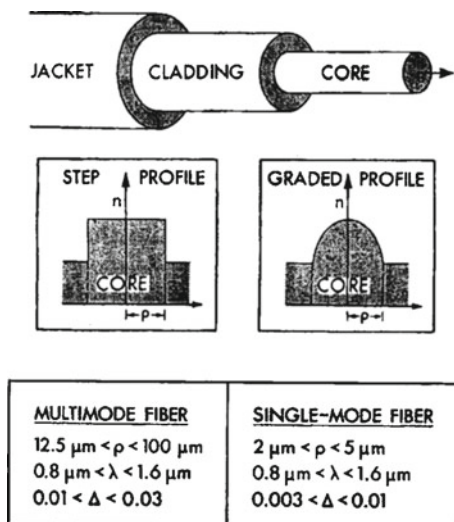 JACKET CLADDING CORE
STEP PROFILE
n
CORE
ρ
GRADED PROFILE
n
CORE
ρ
MULTIMODE FIBER
12.5 μm < ρ < 100 μm
0.8 μm < λ < 1.6 μm
0.01 < Δ < 0.03
SINGLE-MODE FIBER
2 μm < ρ < 5 μm
0.8 μm < λ < 1.6 μm
0.003 < Δ < 0.01